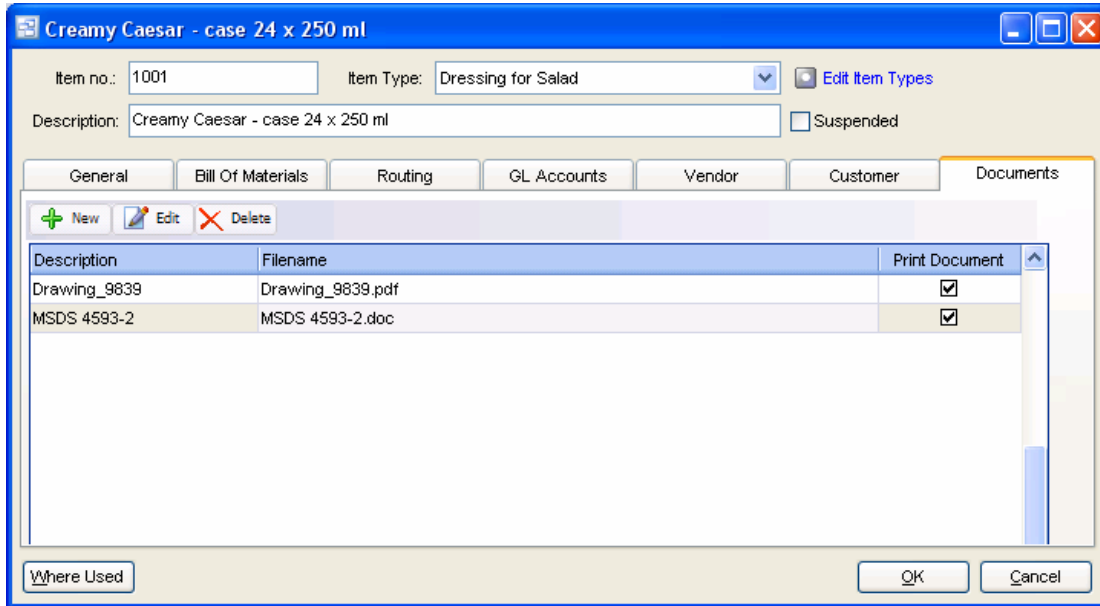 Creamy Caesar - case 24 x 250 ml
Item no.: 1001 Item Type: Dressing for Salad Edit Item Types
Description: Creamy Caesar - case 24 x 250 ml Suspended
General Bill Of Materials Routing GL Accounts Vendor Customer Documents
New Edit Delete
Description Filename Print Document
Drawing_9839 Drawing_9839.pdf
MSDS 4593-2 MSDS 4593-2.doc
Where Used OK Cancel